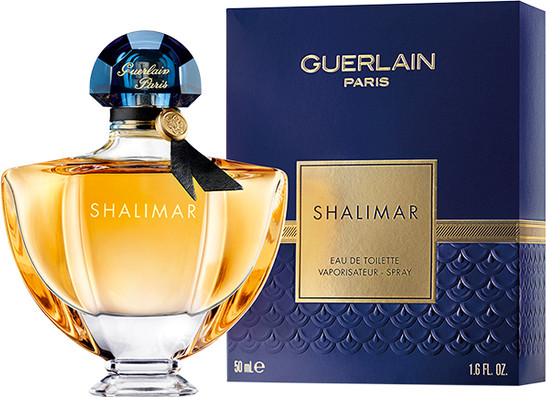 Guerlain
Paris
SHALIMAR
GUERLAIN
PARIS
SHALIMAR
EAU DE TOILETTE
VAPORISATEUR - SPRAY
50 mL e
1.6 FL. OZ.